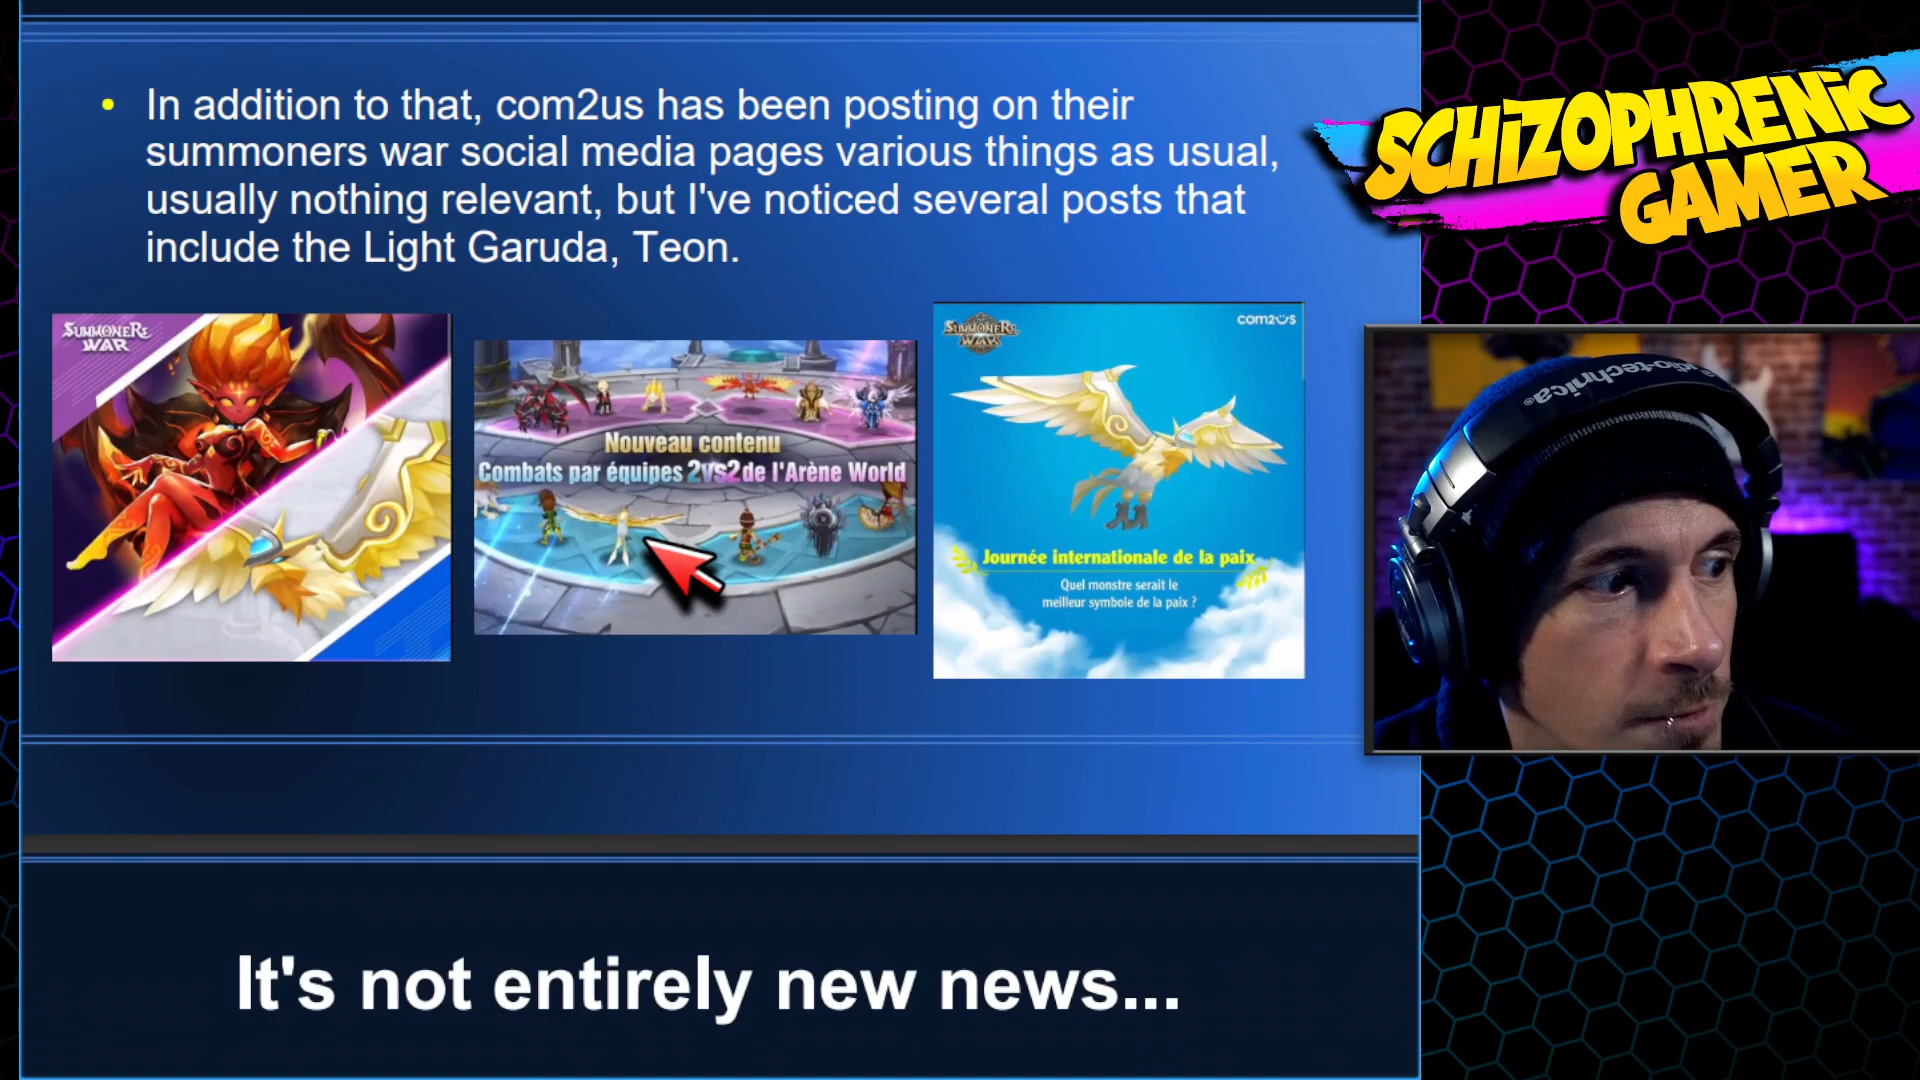 In addition to that, com2us has been posting on their
summoners war social media pages various things as usual,
usually nothing relevant, but I've noticed several posts that
include the Light Garuda, Teon.
SCHiZOPHRENiC
GAMER
SUMMONERS
WAR
Nouveau contenu
Combats par équipes 2vs2 de l'Arène World
SUMMONERS
WAR
com2us
Journée internationale de la paix
Quel monstre serait le
meilleur symbole de la paix ?
audio-technica®
It's not entirely new news...